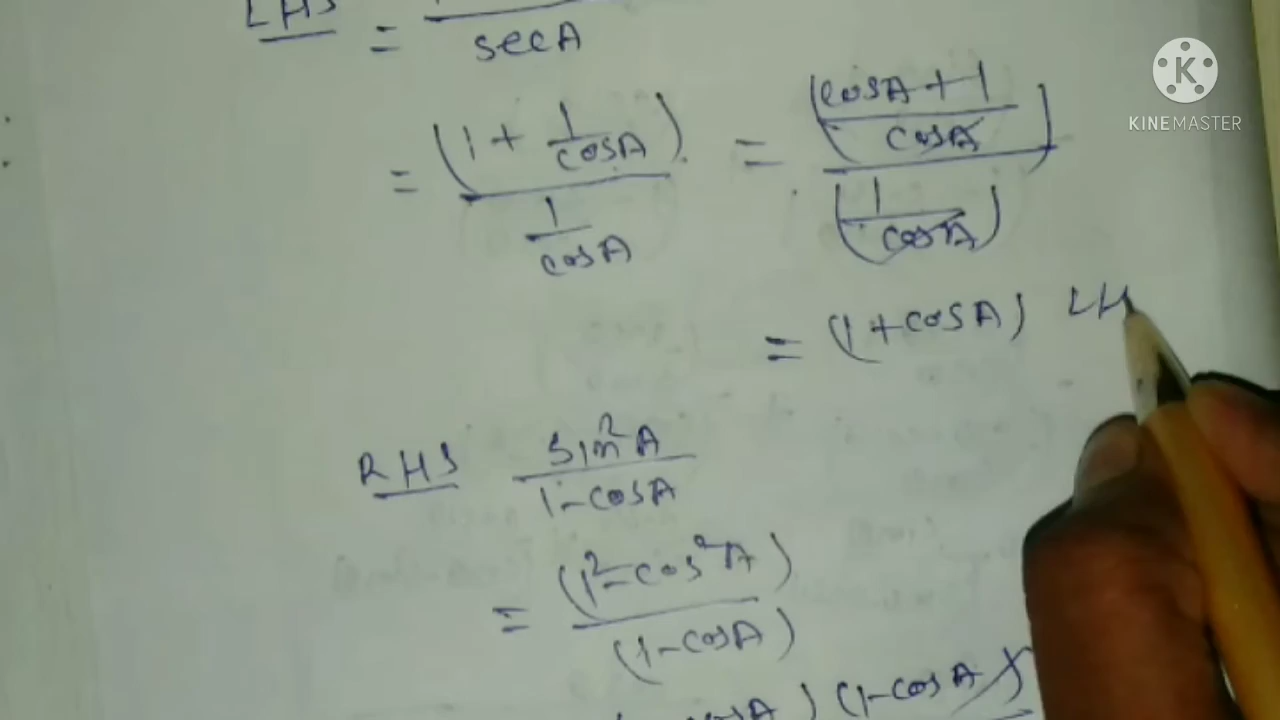 LHS = ‾‾‾ / secA
= (1 + 1/cosA) / (1/cosA) = ((cosA + 1)/cosA) / (1/cosA)
= (1 + cosA) LH
RHS sin²A / (1 - cosA)
= (1² - cos²A) / (1 - cosA)
cosA) (1 - cosA)
KINEMASTER